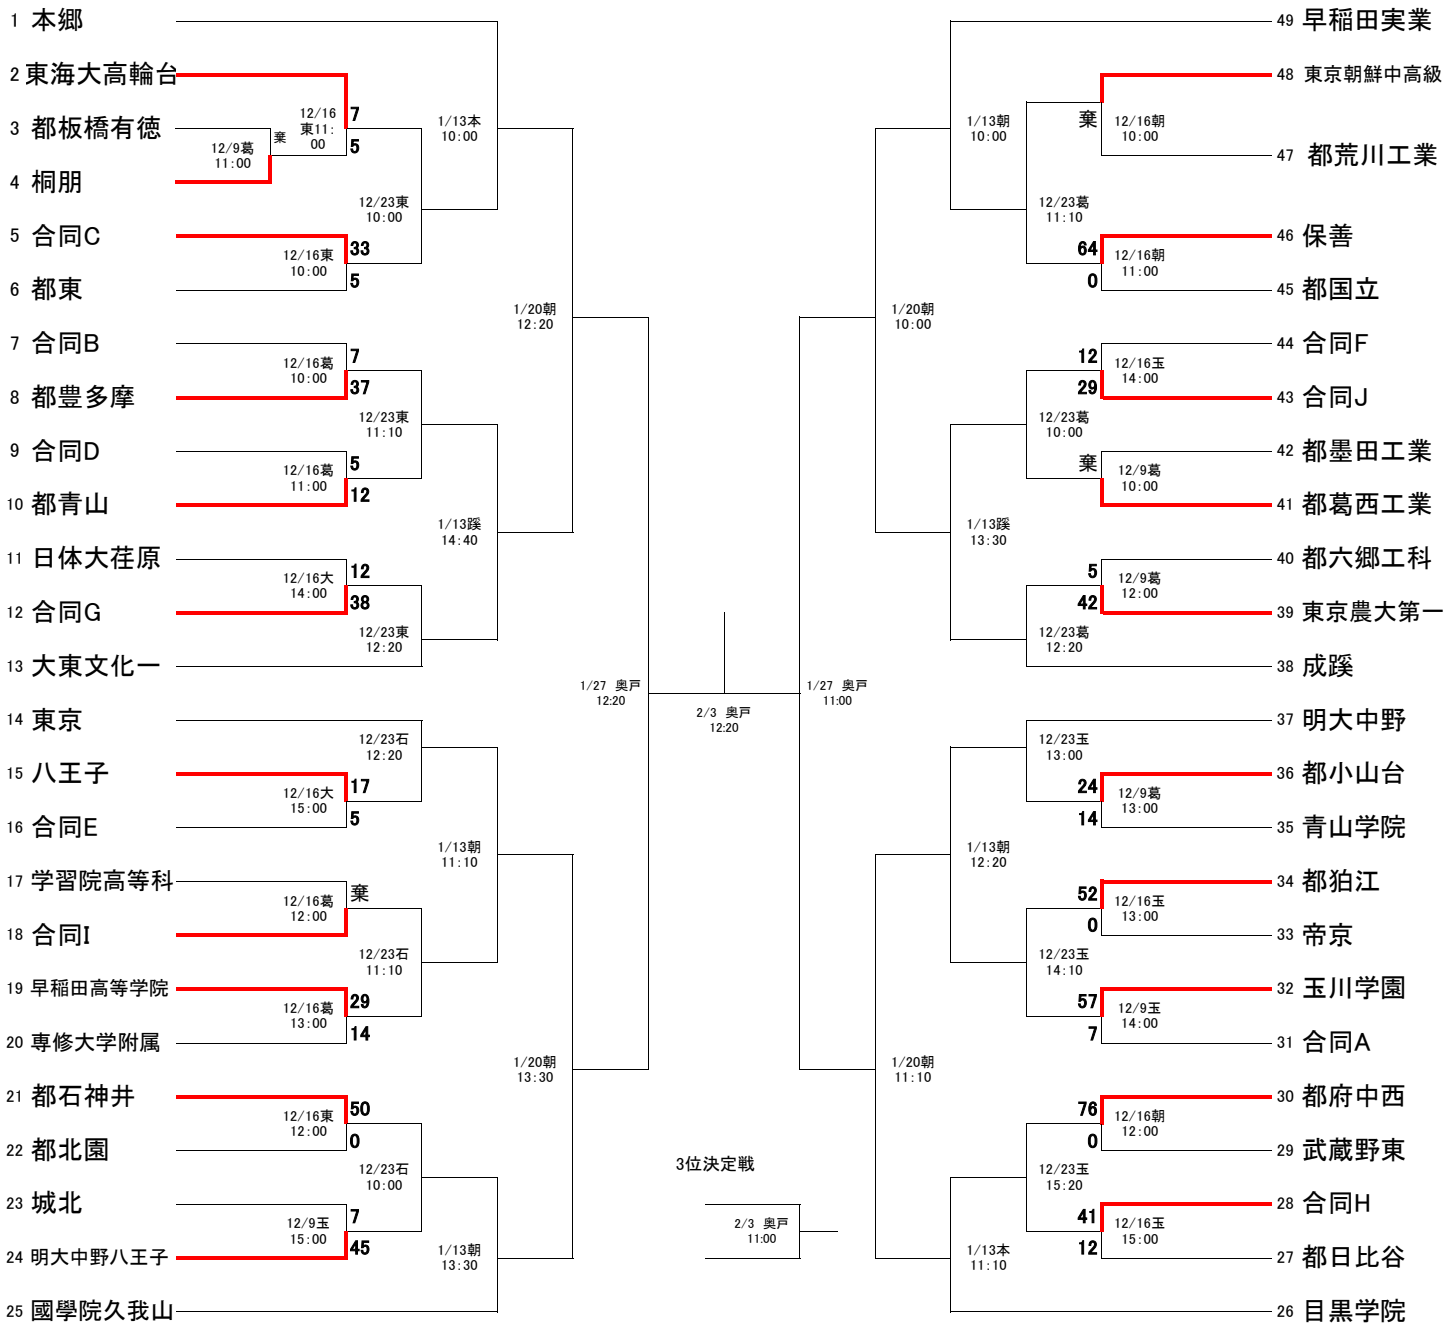 1 本郷
2 東海大高輪台
3 都板橋有徳
4 桐朋
5 合同C
6 都東
7 合同B
8 都豊多摩
9 合同D
10 都青山
11 日体大荏原
12 合同G
13 大東文化一
14 東京
15 八王子
16 合同E
17 学習院高等科
18 合同I
19 早稲田高等学院
20 専修大学附属
21 都石神井
22 都北園
23 城北
24 明大中野八王子
25 國學院久我山
12/9葛
11:00
棄
12/16
東11:
00
7
5
12/16東
10:00
33
5
12/16葛
10:00
7
37
12/16葛
11:00
5
12
12/16大
14:00
12
38
12/16大
15:00
17
5
12/16葛
12:00
棄
12/16葛
13:00
29
14
12/16東
12:00
50
0
12/9玉
15:00
7
45
12/23東
10:00
12/23東
11:10
12/23東
12:20
12/23石
12:20
12/23石
11:10
12/23石
10:00
1/13本
10:00
1/13蹊
14:40
1/13朝
11:10
1/13朝
13:30
1/20朝
12:20
1/20朝
13:30
1/27 奥戸
12:20
2/3 奥戸
12:20
3位決定戦
2/3 奥戸
11:00
1/27 奥戸
11:00
1/20朝
10:00
1/20朝
11:10
1/13朝
10:00
1/13蹊
13:30
1/13朝
12:20
1/13本
11:10
12/23葛
11:10
12/23葛
10:00
12/23葛
12:20
12/23玉
13:00
12/23玉
14:10
12/23玉
15:20
棄
12/16朝
10:00
64
0
12/16朝
11:00
12
29
12/16玉
14:00
棄
12/9葛
10:00
5
42
12/9葛
12:00
24
14
12/9葛
13:00
52
0
12/16玉
13:00
57
7
12/9玉
14:00
76
0
12/16朝
12:00
41
12
12/16玉
15:00
49 早稲田実業
48 東京朝鮮中高級
47 都荒川工業
46 保善
45 都国立
44 合同F
43 合同J
42 都墨田工業
41 都葛西工業
40 都六郷工科
39 東京農大第一
38 成蹊
37 明大中野
36 都小山台
35 青山学院
34 都狛江
33 帝京
32 玉川学園
31 合同A
30 都府中西
29 武蔵野東
28 合同H
27 都日比谷
26 目黒学院